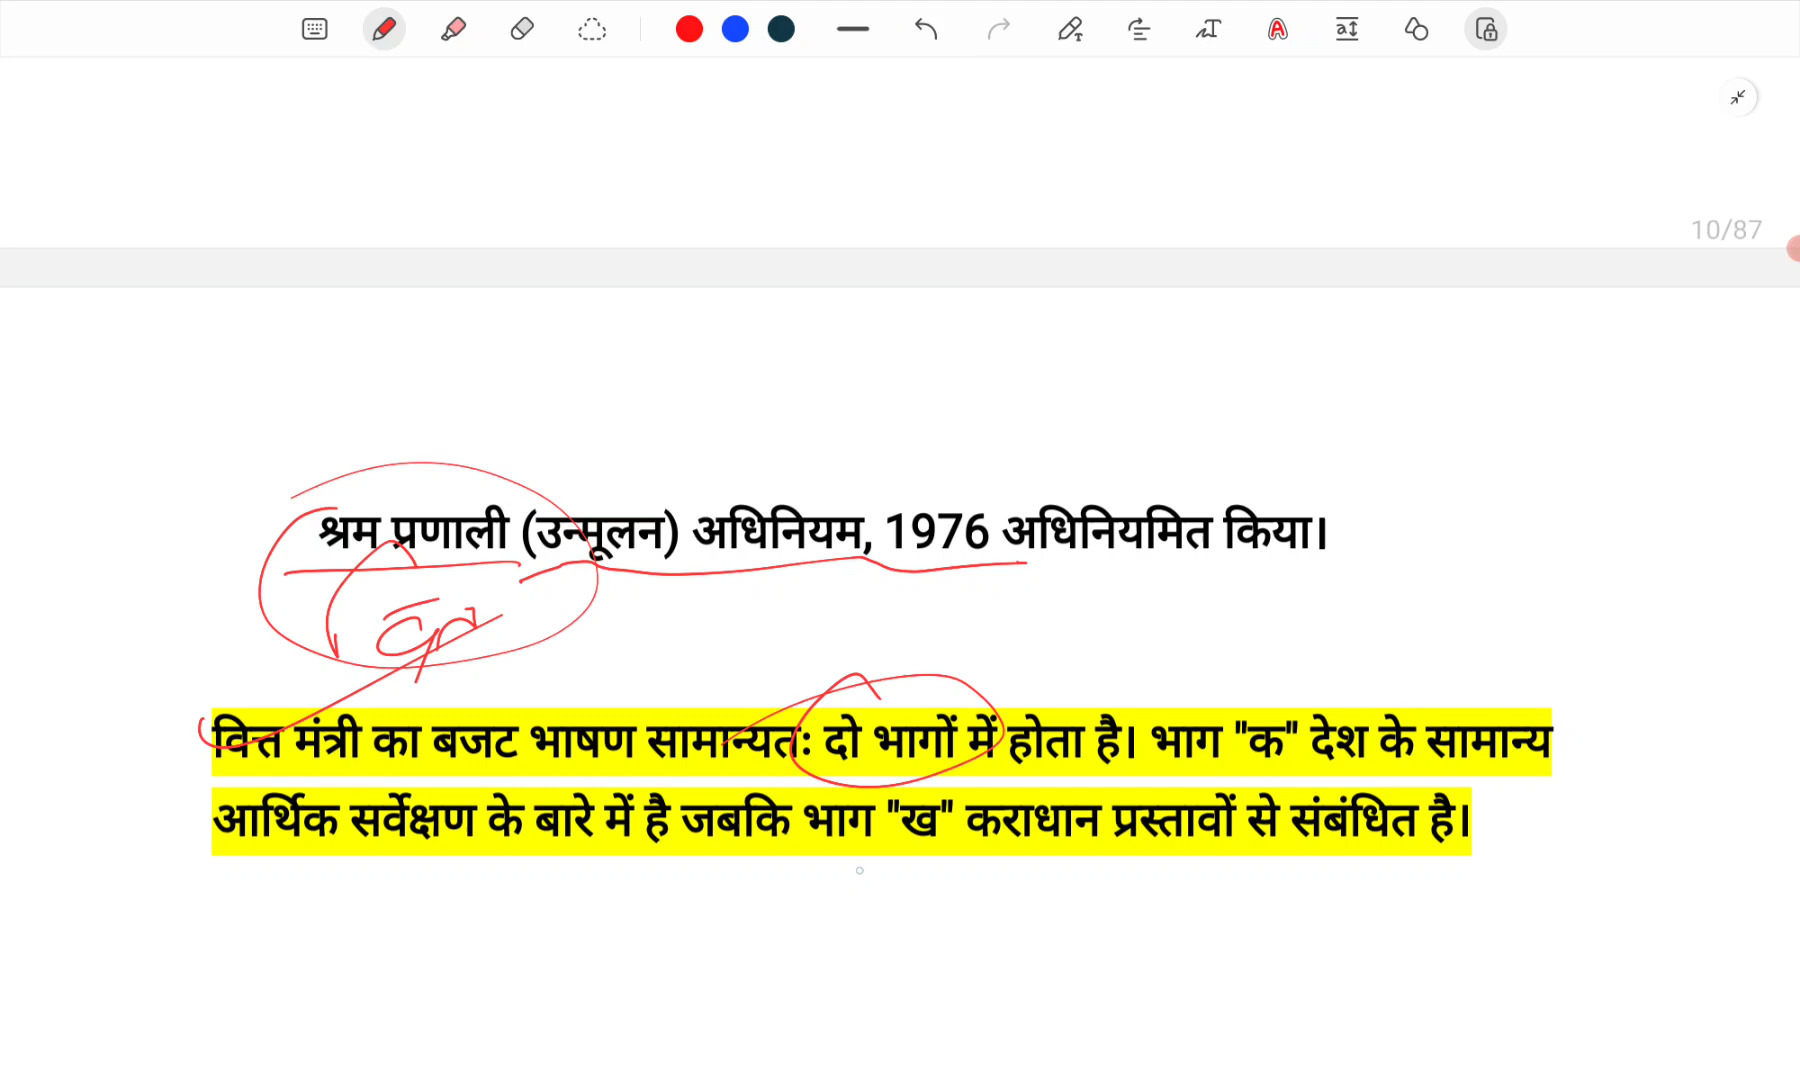 10/87
श्रम प्रणाली (उन्मूलन) अधिनियम, 1976 अधिनियमित किया।
वित्त मंत्री का बजट भाषण सामान्यतः दो भागों में होता है। भाग "क" देश के सामान्य
आर्थिक सर्वेक्षण के बारे में है जबकि भाग "ख" कराधान प्रस्तावों से संबंधित है।